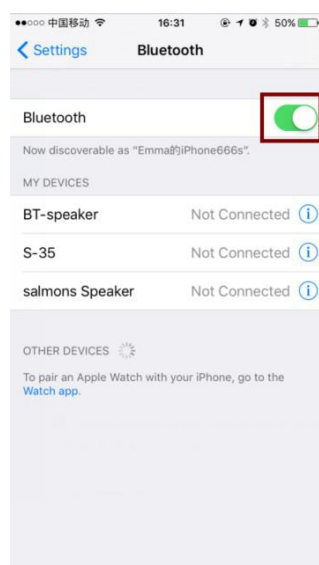 中国移动 16:31 50%
Settings Bluetooth
Bluetooth
Now discoverable as “Emma的iPhone666s”.
MY DEVICES
BT-speaker Not Connected
S-35 Not Connected
salmons Speaker Not Connected
OTHER DEVICES
To pair an Apple Watch with your iPhone, go to the
Watch app.